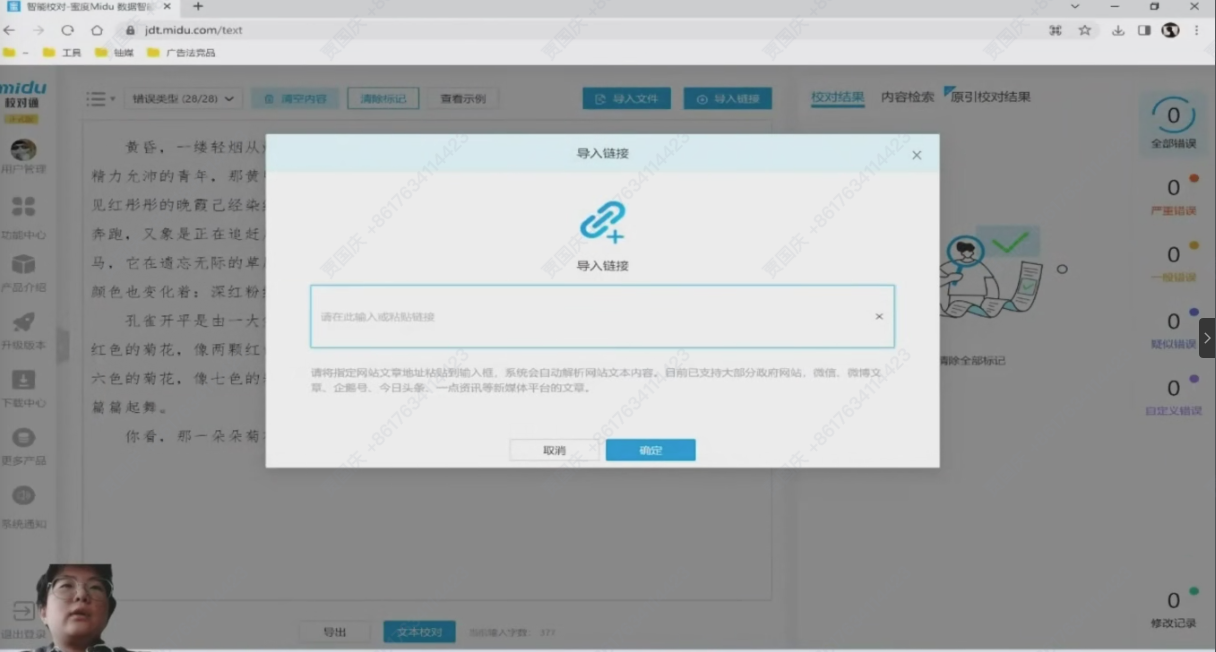 智能校对-蜜度Midu 数据智能
jdt.midu.com/text
工具
广告法竞品
midu
校对通
用户管理
功能中心
产品介绍
升级版本
下载中心
更多产品
系统通知
退出登录
错误类型 (28/28)
清空内容
清除标记
查看示例
导入文件
导入链接
校对结果
内容检索
原引校对结果
黄昏，一缕轻烟从
精力充沛的青年，那黄
见红彤彤的晚霞己经染
奔跑，又象是正在追赶
马，它在遗忘无际的草
颜色也变化着：深红粉
孔雀开平是由一大
红色的菊花，像两颗红
六色的菊花，像七色的
篇篇起舞。
你看，那一朵朵菊
导入链接
导入链接
请在此输入或粘贴链接
请将指定网站文章地址粘贴到输入框，系统会自动解析网站文本内容。目前已支持大部分政府网站、微信、微博文
章、企鹅号、今日头条、一点资讯等新媒体平台的文章。
取消
确定
清除全部标记
0
全部错误
0
严重错误
0
一般错误
0
疑似错误
0
自定义错误
0
修改记录
导出
文本校对
当前输入字数： 377
贾国庆 +8617634114423